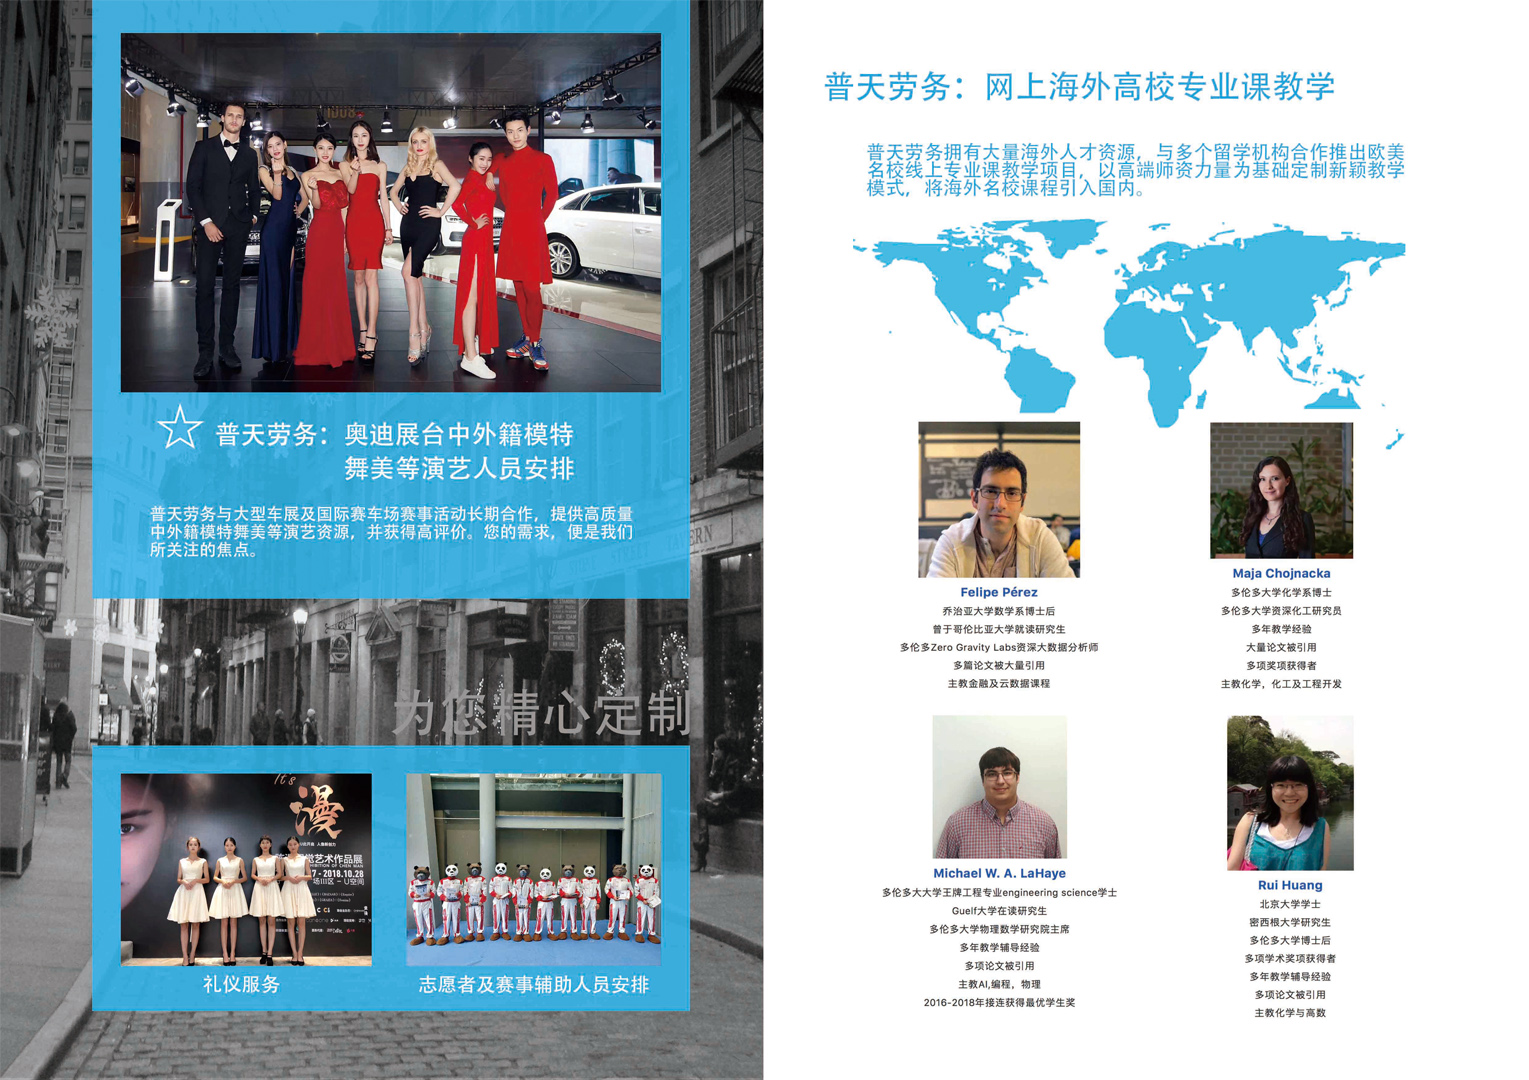 普天劳务：奥迪展台中外籍模特
舞美等演艺人员安排
普天劳务与大型车展及国际赛车场赛事活动长期合作，提供高质量
中外籍模特舞美等演艺资源，并获得高评价。您的需求，便是我们
所关注的焦点。
为您精心定制
It's
漫
觉艺术作品展
2018.10.28
礼仪服务
志愿者及赛事辅助人员安排
普天劳务：网上海外高校专业课教学
普天劳务拥有大量海外人才资源，与多个留学机构合作推出欧美
名校线上专业课教学项目，以高端师资力量为基础定制新颖教学
模式，将海外名校课程引入国内。
Felipe Pérez
乔治亚大学数学系博士后
曾于哥伦比亚大学就读研究生
多伦多Zero Gravity Labs资深大数据分析师
多篇论文被大量引用
主教金融及云数据课程
Maja Chojnacka
多伦多大学化学系博士
多伦多大学资深化工研究员
多年教学经验
大量论文被引用
多项奖项获得者
主教化学，化工及工程开发
Michael W. A. LaHaye
多伦多大大学王牌工程专业engineering science学士
Guelf大学在读研究生
多伦多大学物理数学研究院主席
多年教学辅导经验
多项论文被引用
主教AI,编程，物理
2016-2018年接连获得最优学生奖
Rui Huang
北京大学学士
密西根大学研究生
多伦多大学博士后
多项学术奖项获得者
多年教学辅导经验
多项论文被引用
主教化学与高数